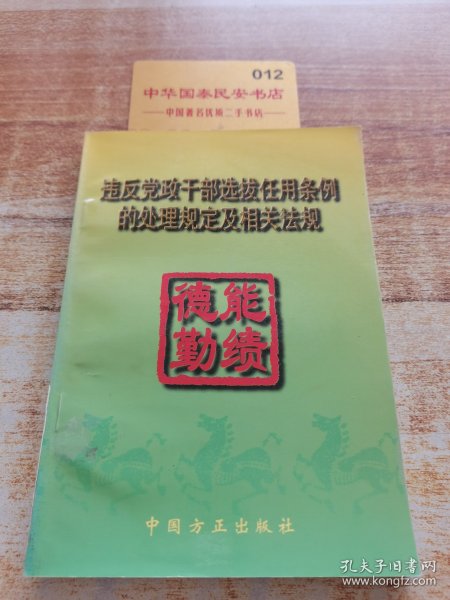 012
中华国泰民安书店
中国著名优质二手书店
违反党政干部选拔任用条例
的处理规定及相关法规
德能
勤绩
中国方正出版社
孔夫子旧书网
www.kongfz.com